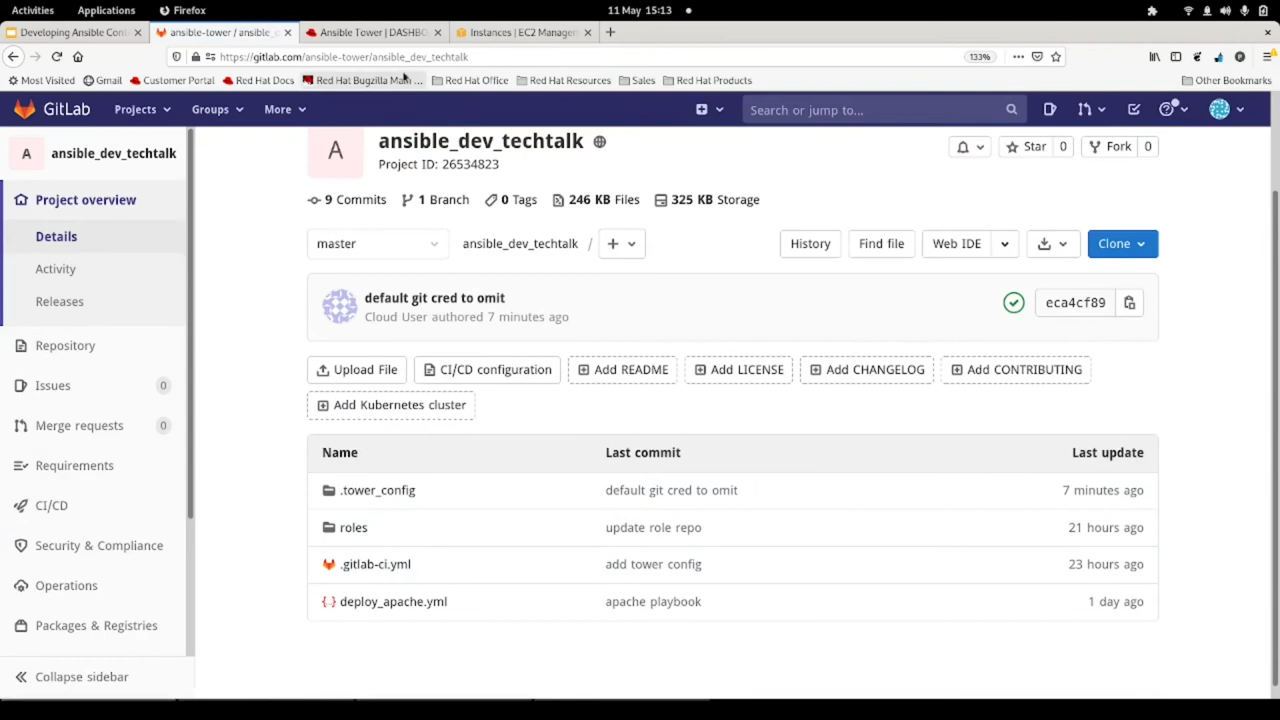 Activities Applications Firefox 11 May 15:13
Developing Ansible Con ansible-tower / ansible_ Ansible Tower | DASHBO Instances | EC2 Manage
https://gitlab.com/ansible-tower/ansible_dev_techtalk 133%
Most Visited Gmail Customer Portal Red Hat Docs Red Hat Bugzilla Main ... Red Hat Office Red Hat Resources Sales Red Hat Products Other Bookmarks
GitLab Projects Groups More Search or jump to...
A ansible_dev_techtalk
Project overview
Details
Activity
Releases
Repository
Issues 0
Merge requests 0
Requirements
CI/CD
Security & Compliance
Operations
Packages & Registries
Collapse sidebar
A ansible_dev_techtalk
Project ID: 26534823
Star 0 Fork 0
9 Commits 1 Branch 0 Tags 246 KB Files 325 KB Storage
master ansible_dev_techtalk / + History Find file Web IDE Clone
default git cred to omit
Cloud User authored 7 minutes ago
eca4cf89
Upload File CI/CD configuration Add README Add LICENSE Add CHANGELOG Add CONTRIBUTING
Add Kubernetes cluster
Name Last commit Last update
.tower_config default git cred to omit 7 minutes ago
roles update role repo 21 hours ago
.gitlab-ci.yml add tower config 23 hours ago
deploy_apache.yml apache playbook 1 day ago